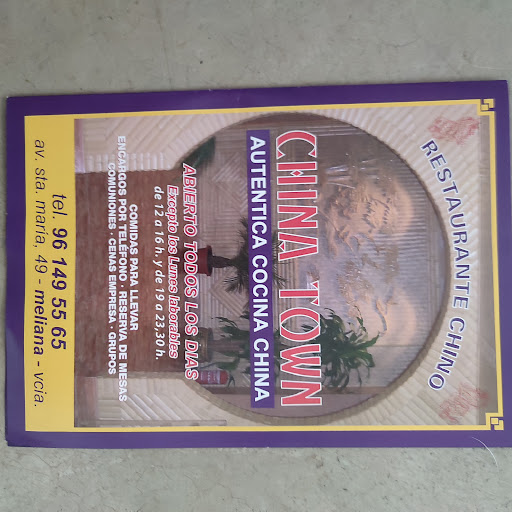 RESTAURANTE CHINO
CHINA TOWN
AUTENTICA COCINA CHINA
ABIERTO TODOS LOS DIAS
Excepto los Lunes laborables
de 12 a 16 h. y de 19 a 23,30 h.
COMIDAS PARA LLEVAR
ENCARGOS POR TELÉFONO · RESERVA DE MESAS
COMUNIONES · CENAS EMPRESA · GRUPOS
tel. 96 149 55 65
av. sta. maría, 49 - meliana - vcia.